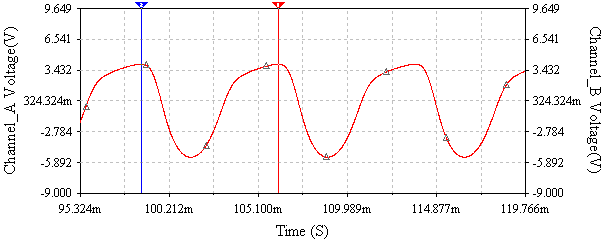 9.649 9.649
6.541 6.541
3.432 3.432
324.324m 324.324m
-2.784 -2.784
-5.892 -5.892
-9.000 -9.000
Channel_A Voltage(V)
Channel_B Voltage(V)
95.324m 100.212m 105.100m 109.989m 114.877m 119.766m
Time (S)